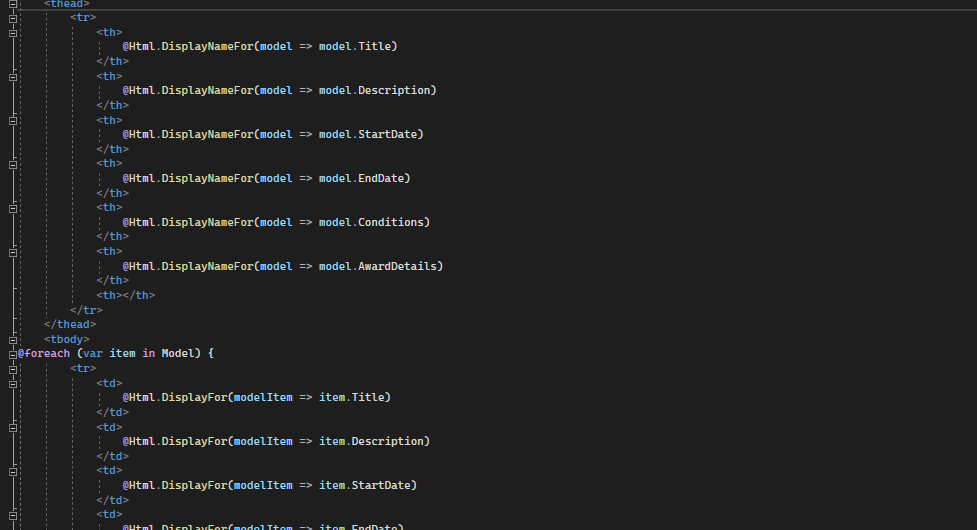 <thead>
<tr>
<th>
@Html.DisplayNameFor(model => model.Title)
</th>
<th>
@Html.DisplayNameFor(model => model.Description)
</th>
<th>
@Html.DisplayNameFor(model => model.StartDate)
</th>
<th>
@Html.DisplayNameFor(model => model.EndDate)
</th>
<th>
@Html.DisplayNameFor(model => model.Conditions)
</th>
<th>
@Html.DisplayNameFor(model => model.AwardDetails)
</th>
<th></th>
</tr>
</thead>
<tbody>
@foreach (var item in Model) {
<tr>
<td>
@Html.DisplayFor(modelItem => item.Title)
</td>
<td>
@Html.DisplayFor(modelItem => item.Description)
</td>
<td>
@Html.DisplayFor(modelItem => item.StartDate)
</td>
<td>
@Html.DisplayFor(modelItem => item.EndDate)